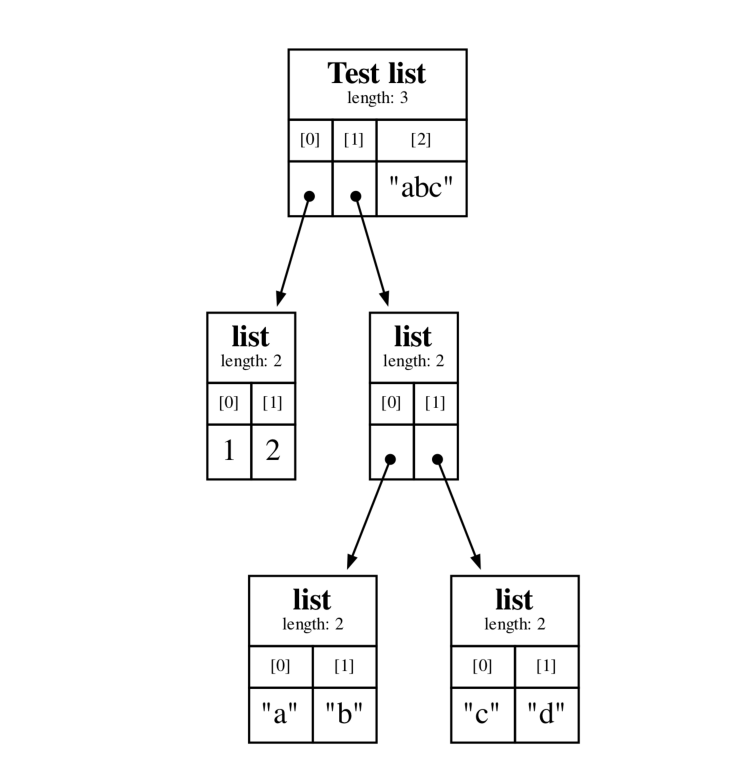 Test list
length: 3
[0] [1] [2]
"abc"
list
length: 2
[0] [1]
1 2
list
length: 2
[0] [1]
list
length: 2
[0] [1]
"a" "b"
list
length: 2
[0] [1]
"c" "d"